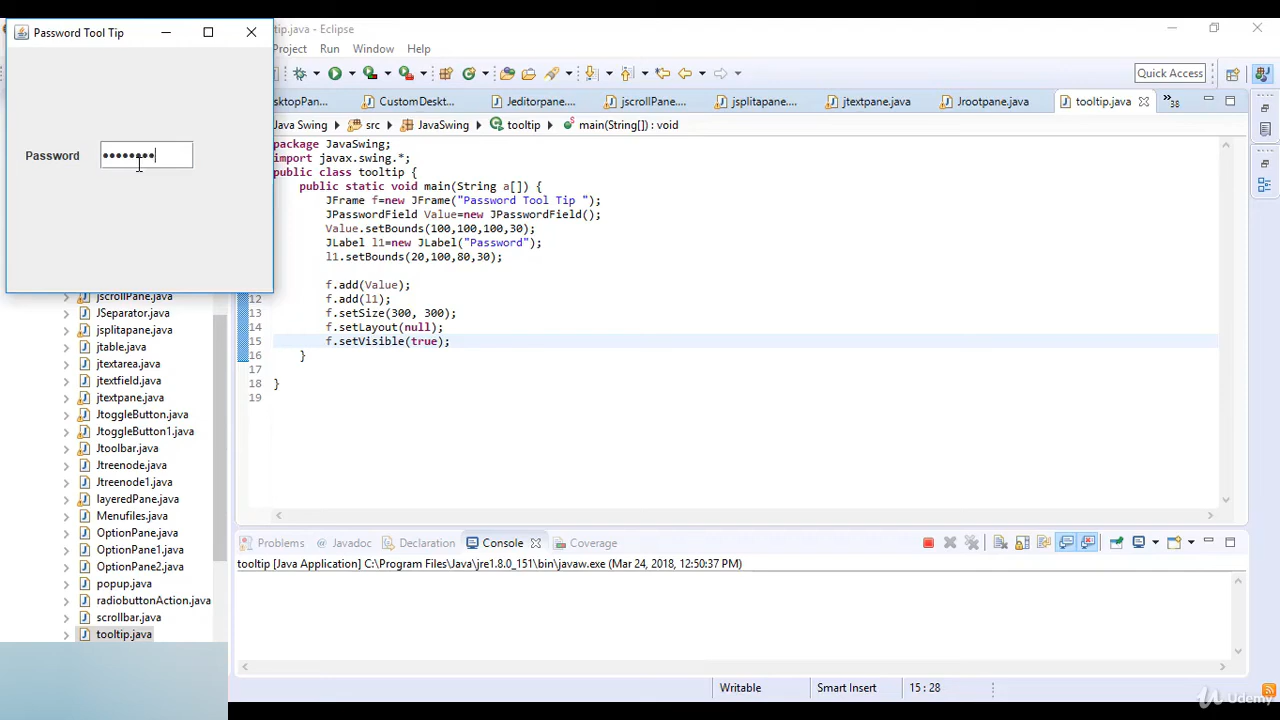 Password Tool Tip
tip.java - Eclipse
Project Run Window Help
Quick Access
sktopPan... CustomDeskt... Jeditorpane.... jscrollPane.... jsplitapane.... jtextpane.java Jrootpane.java tooltip.java »38
Java Swing src JavaSwing tooltip main(String[]) : void
package JavaSwing;
import javax.swing.*;
public class tooltip {
public static void main(String a[]) {
JFrame f=new JFrame("Password Tool Tip ");
JPasswordField Value=new JPasswordField();
Value.setBounds(100,100,100,30);
JLabel l1=new JLabel("Password");
l1.setBounds(20,100,80,30);
f.add(Value);
12 f.add(l1);
13 f.setSize(300, 300);
14 f.setLayout(null);
15 f.setVisible(true);
16 }
17
18 }
19
Password ••••••••
jscrollPane.java
JSeparator.java
jsplitapane.java
jtable.java
jtextarea.java
jtextfield.java
jtextpane.java
JtoggleButton.java
JtoggleButton1.java
Jtoolbar.java
Jtreenode.java
Jtreenode1.java
layeredPane.java
Menufiles.java
OptionPane.java
OptionPane1.java
OptionPane2.java
popup.java
radiobuttonAction.java
scrollbar.java
tooltip.java
Problems Javadoc Declaration Console Coverage
tooltip [Java Application] C:\Program Files\Java\jre1.8.0_151\bin\javaw.exe (Mar 24, 2018, 12:50:37 PM)
Writable Smart Insert 15 : 28
Udemy